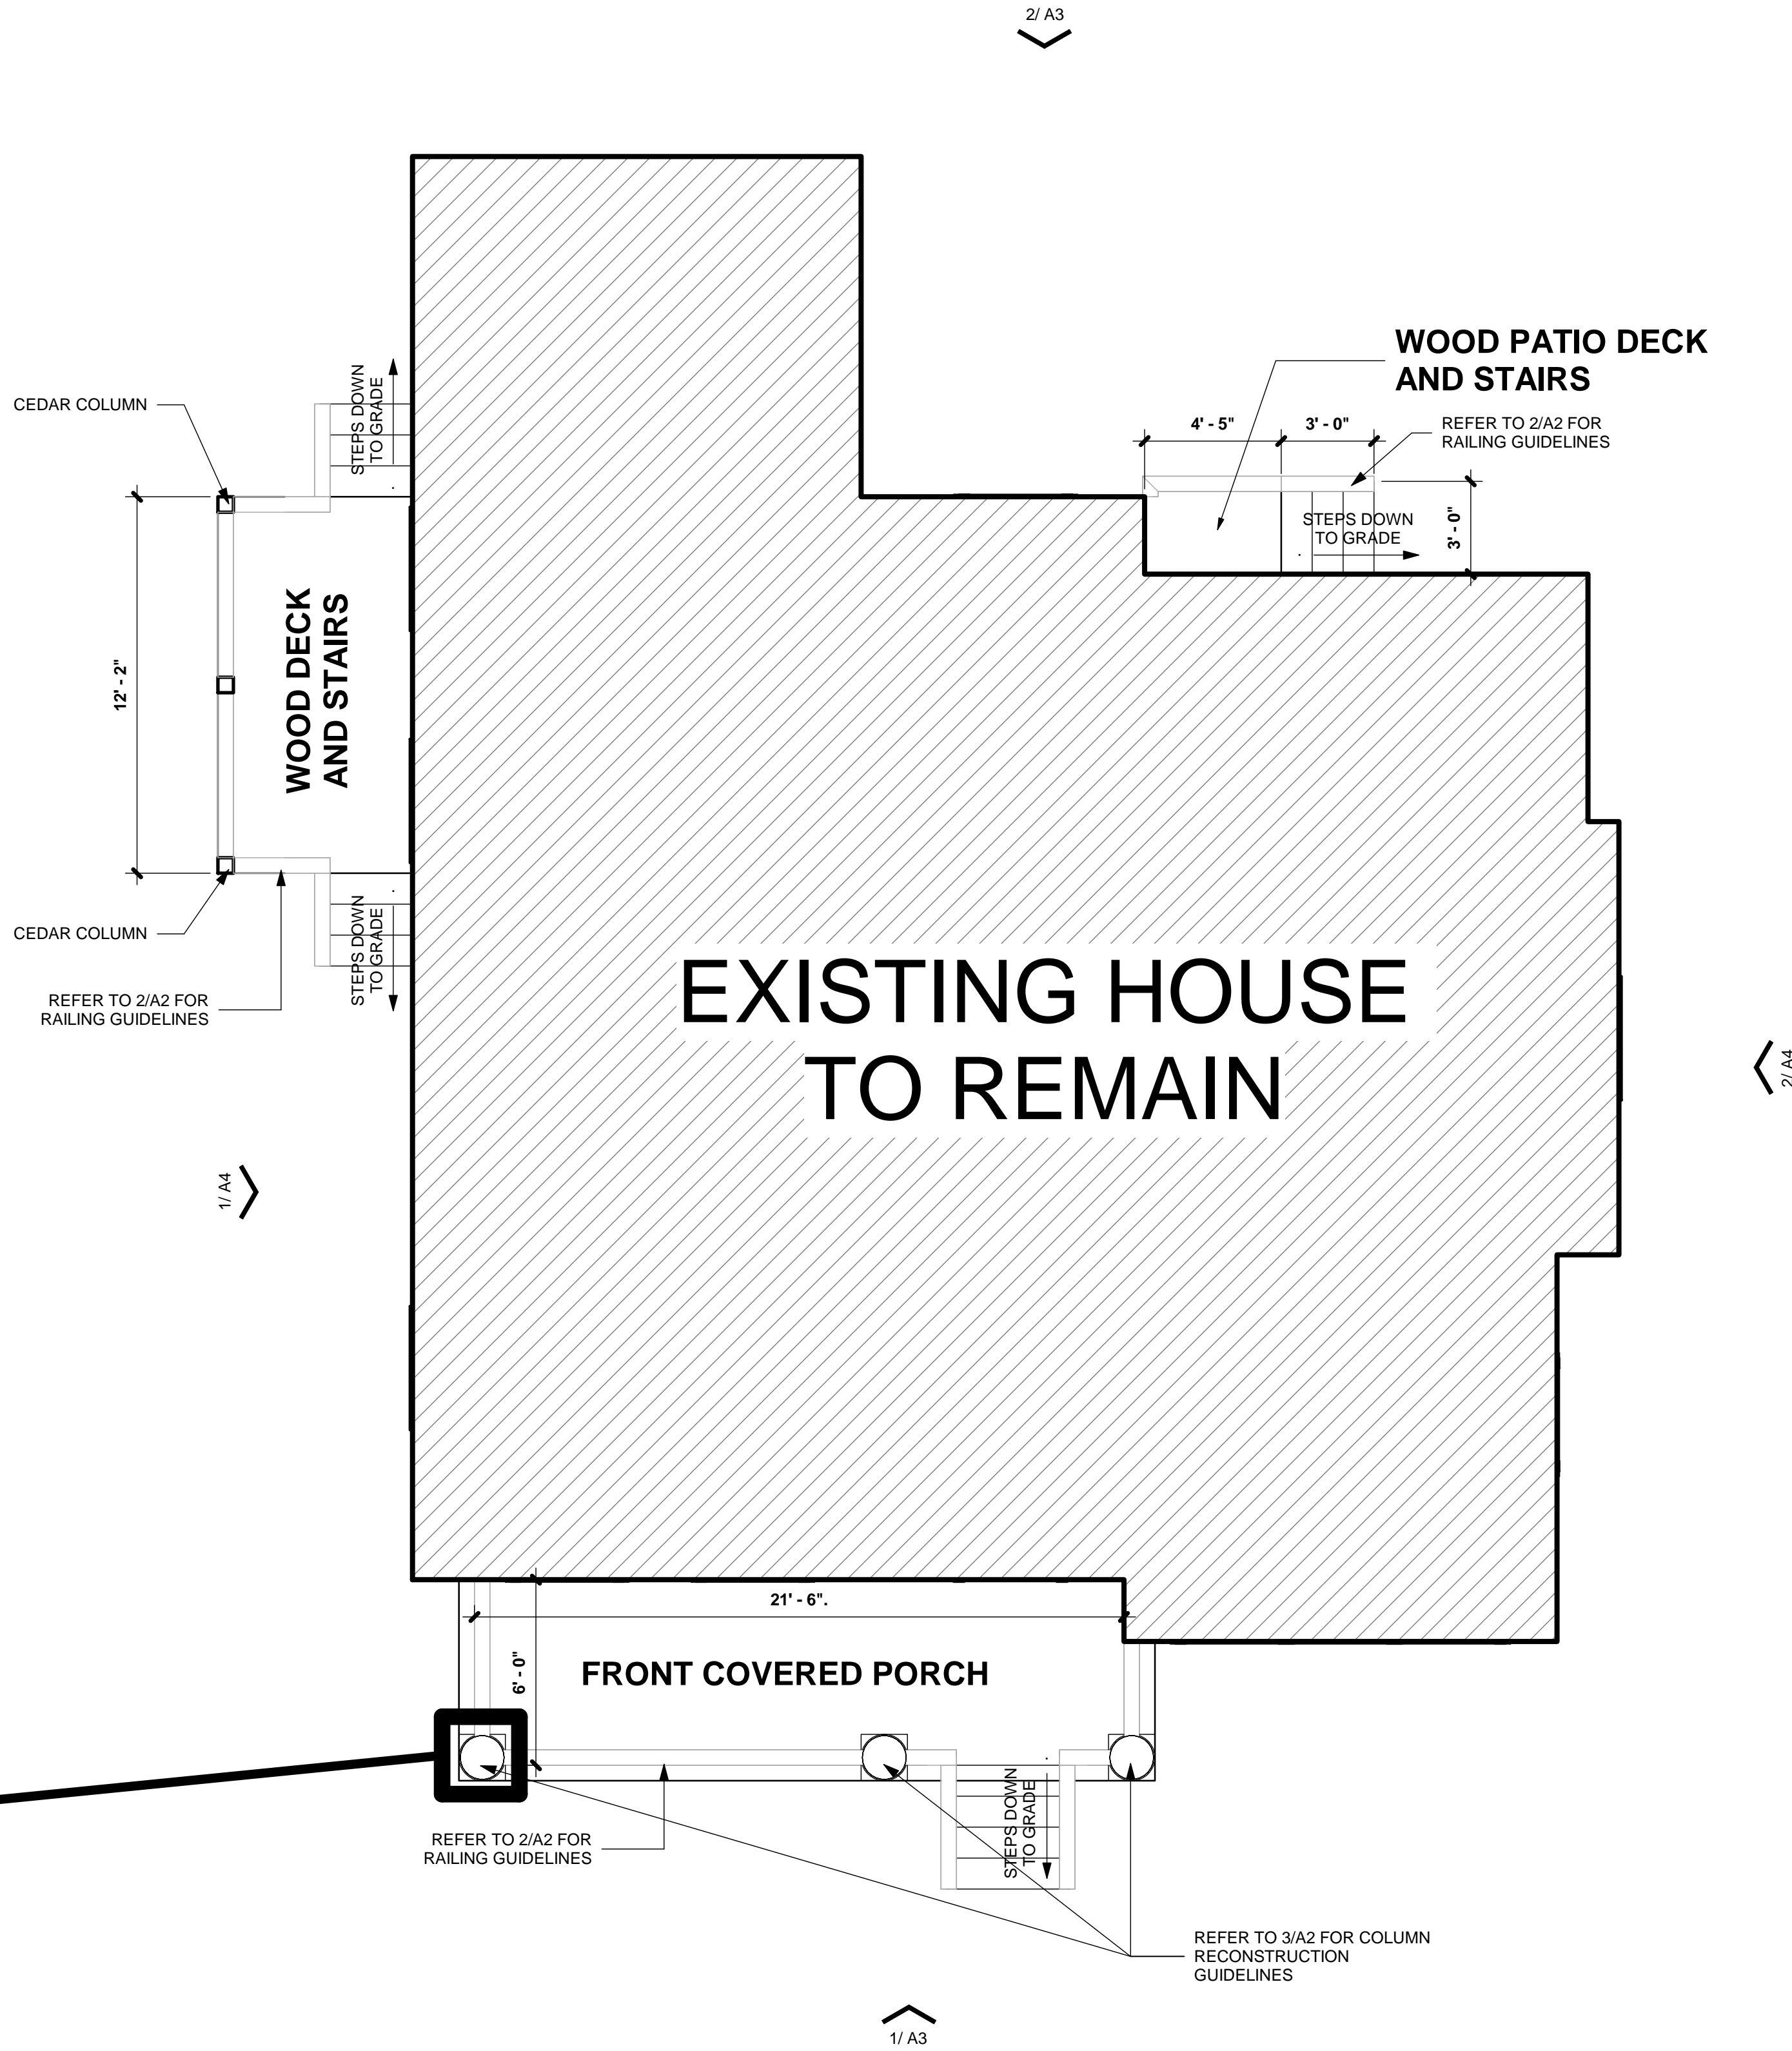 2/ A3
WOOD PATIO DECK
AND STAIRS
CEDAR COLUMN
STEPS DOWN
TO GRADE
4' - 5"
3' - 0"
REFER TO 2/A2 FOR
RAILING GUIDELINES
STEPS DOWN
TO GRADE
3' - 0"
12' - 2"
WOOD DECK
AND STAIRS
CEDAR COLUMN
STEPS DOWN
TO GRADE
REFER TO 2/A2 FOR
RAILING GUIDELINES
EXISTING HOUSE
TO REMAIN
2/ A4
1/ A4
21' - 6".
6' - 0"
FRONT COVERED PORCH
STEPS DOWN
TO GRADE
REFER TO 2/A2 FOR
RAILING GUIDELINES
REFER TO 3/A2 FOR COLUMN
RECONSTRUCTION
GUIDELINES
1/ A3